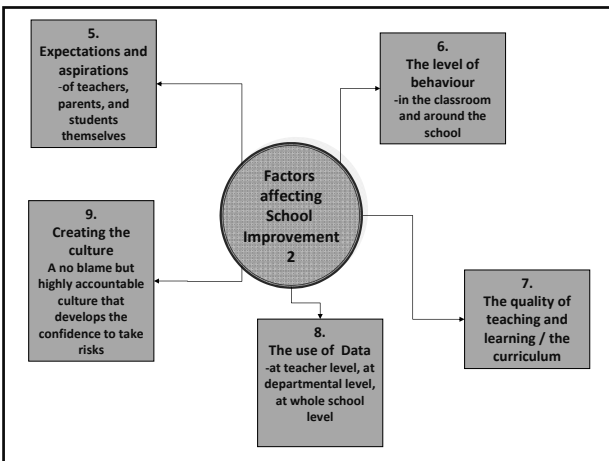 5.
Expectations and
aspirations
-of teachers,
parents, and
students
themselves
6.
The level of
behaviour
-in the classroom
and around the
school
Factors
affecting
School
Improvement
2
9.
Creating the
culture
A no blame but
highly accountable
culture that
develops the
confidence to take
risks
7.
The quality of
teaching and
learning / the
curriculum
8.
The use of Data
-at teacher level, at
departmental level,
at whole school
level